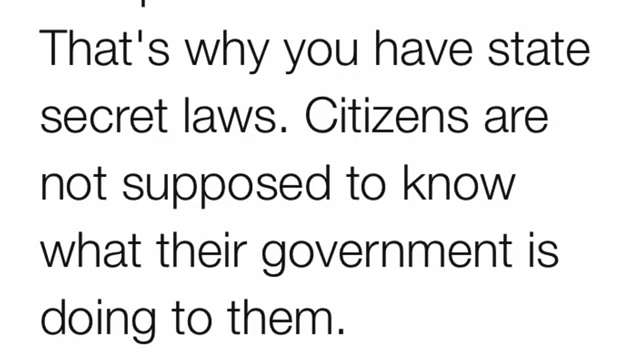 That's why you have state
secret laws. Citizens are
not supposed to know
what their government is
doing to them.